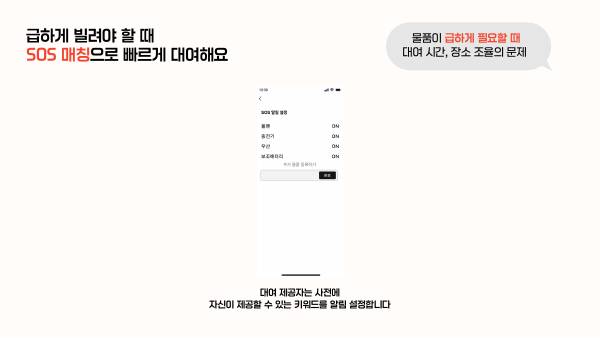 급하게 빌려야 할 때
SOS 매칭으로 빠르게 대여해요
물품이 급하게 필요할 때
대여 시간, 장소 조율의 문제
SOS 알림 설정
물품 ON
충전기 ON
우산 ON
보조배터리 ON
완료
대여 제공자는 사전에
자신이 제공할 수 있는 키워드를 알림 설정합니다